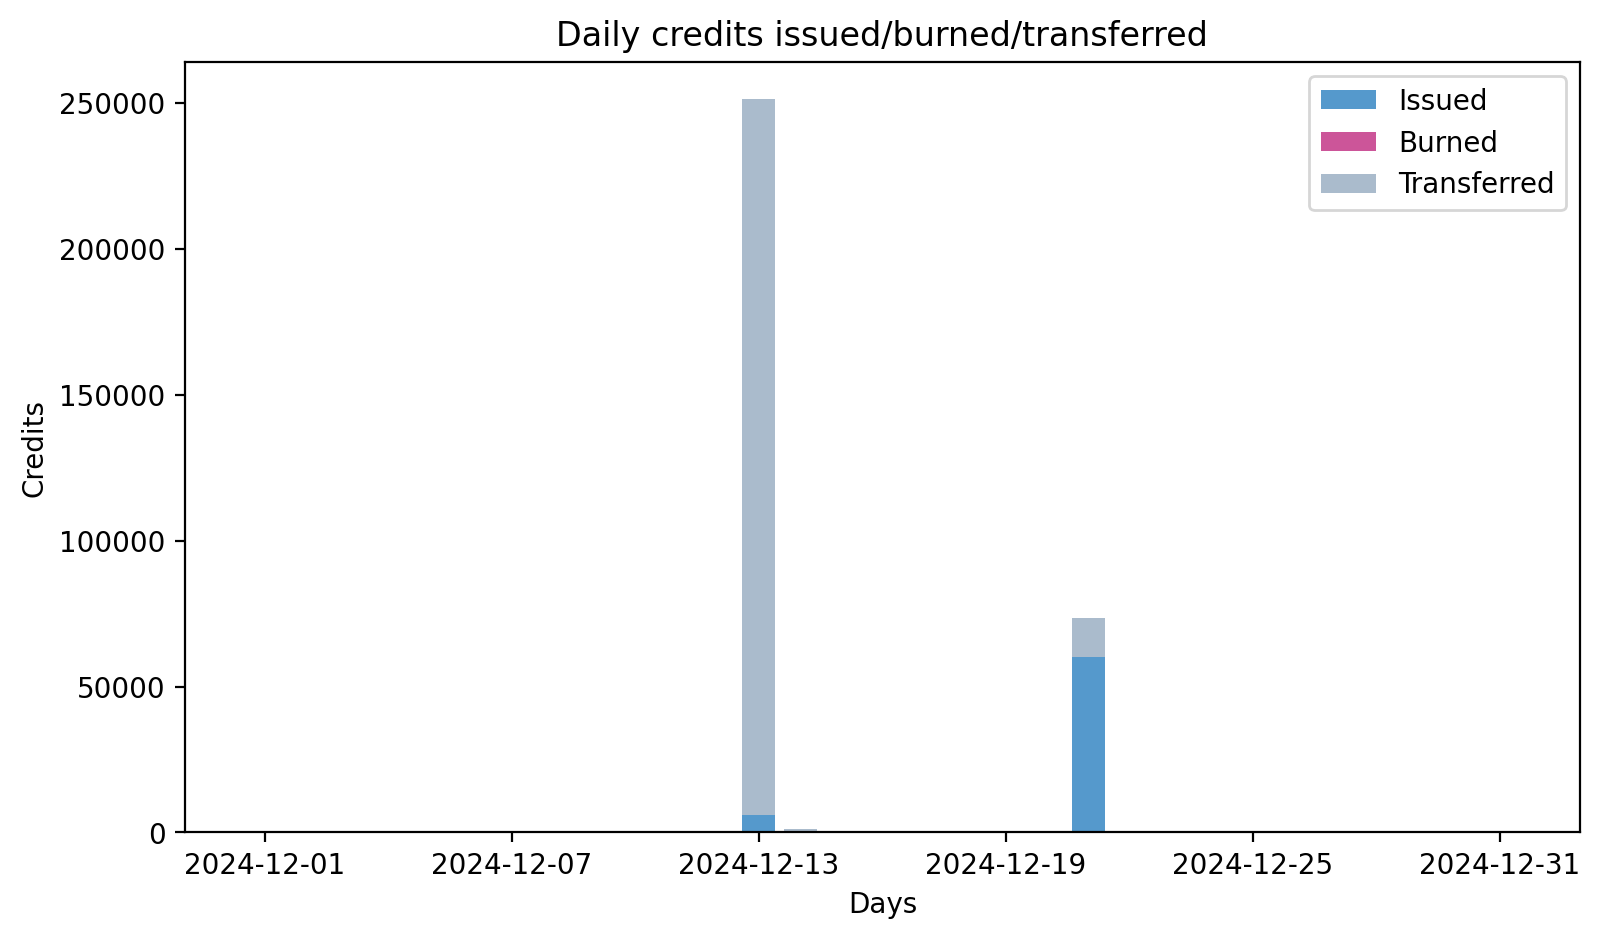 Daily credits issued/burned/transferred
250000
200000
150000
100000
50000
0
Credits
Issued
Burned
Transferred
2024-12-01 2024-12-07 2024-12-13 2024-12-19 2024-12-25 2024-12-31
Days